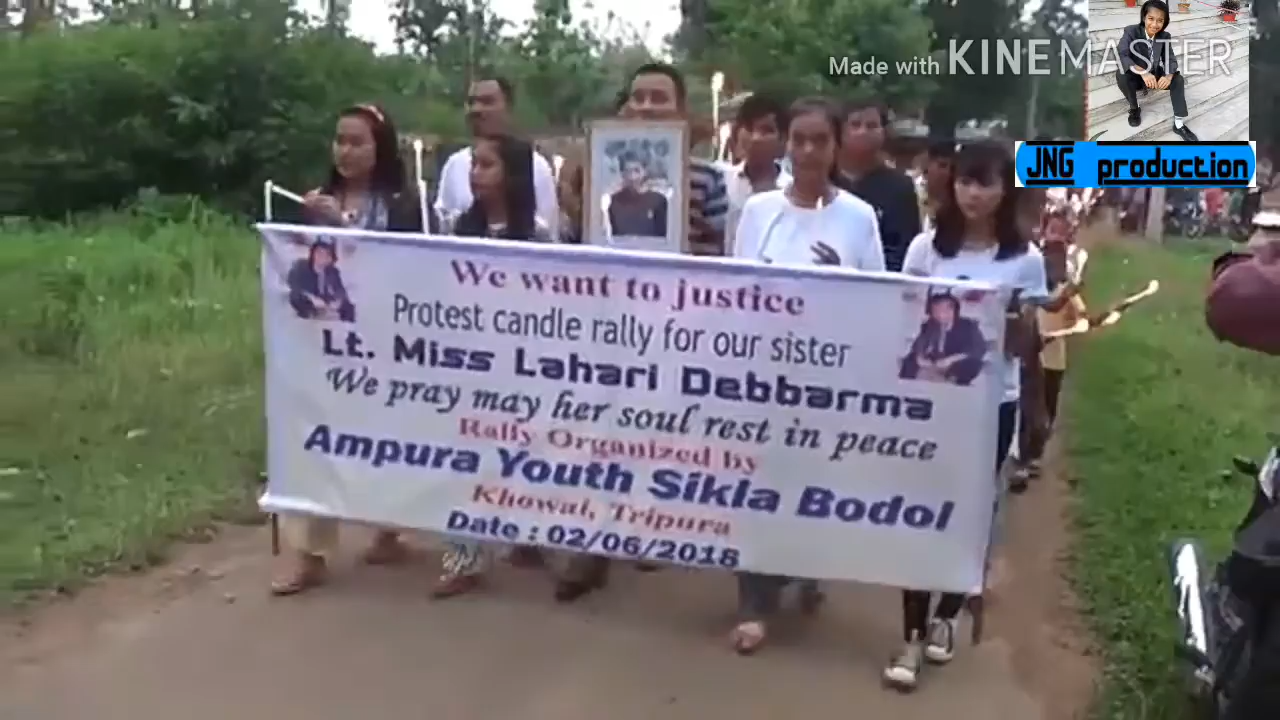 Made with KINEMASTER
JNG production
We want to justice
Protest candle rally for our sister
Lt. Miss Lahari Debbarma
We pray may her soul rest in peace
Rally Organized by
Ampura Youth Sikla Bodol
Khowai, Tripura
Date : 02/06/2018